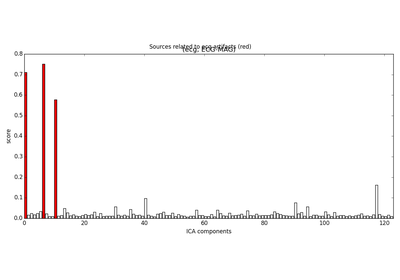 Sources related to ecg artifacts (red)
(ecg, ECG-MAG)
0.8
0.7
0.6
0.5
0.4
0.3
0.2
0.1
0.0
score
0 20 40 60 80 100 120
ICA components